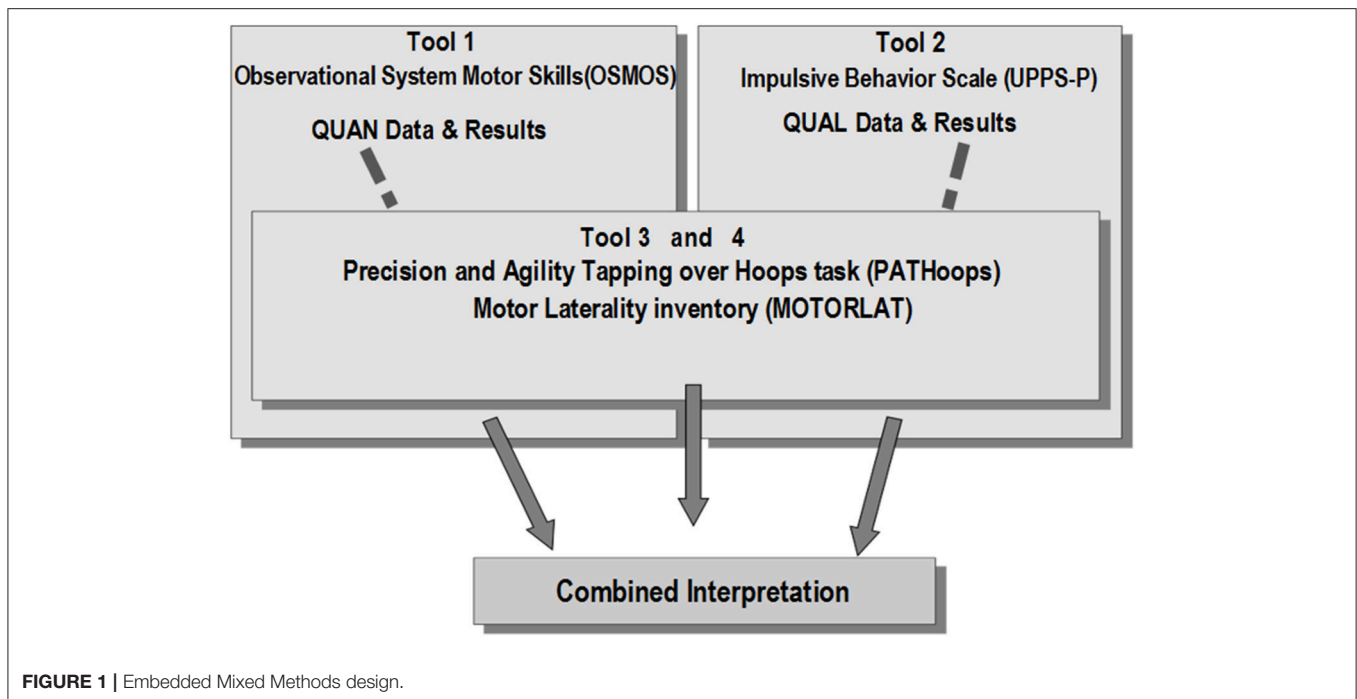 Tool 1
Observational System Motor Skills(OSMOS)
QUAN Data & Results
Tool 2
Impulsive Behavior Scale (UPPS-P)
QUAL Data & Results
Tool 3 and 4
Precision and Agility Tapping over Hoops task (PATHoops)
Motor Laterality inventory (MOTORLAT)
Combined Interpretation
FIGURE 1 | Embedded Mixed Methods design.